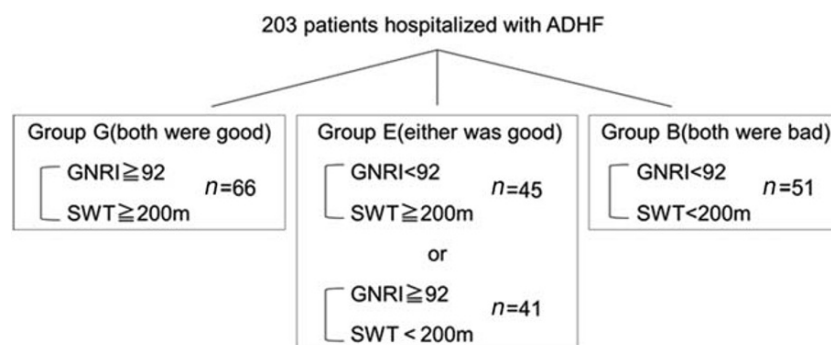 203 patients hospitalized with ADHF
Group G(both were good)
GNRI≧92
n=66
SWT≧200m
Group E(either was good)
GNRI<92
n=45
SWT≧200m
or
GNRI≧92
n=41
SWT<200m
Group B(both were bad)
GNRI<92
n=51
SWT<200m